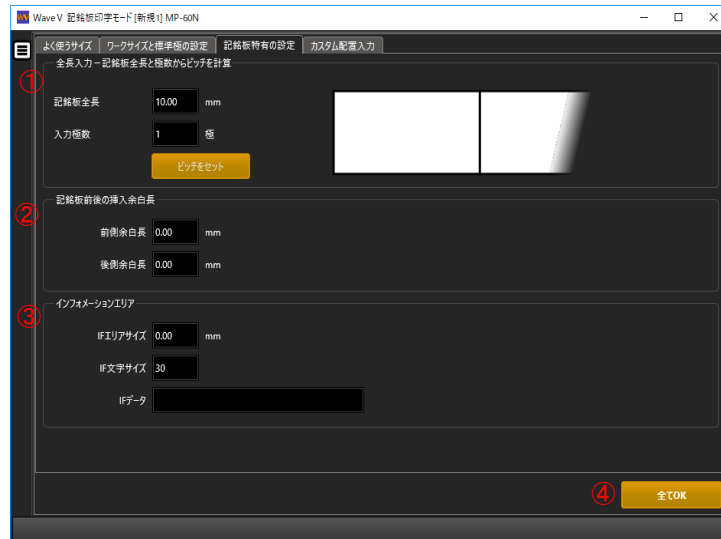 Wave V 記銘板印字モード [新規1] MP-60N
よく使うサイズ ワークサイズと標準極の設定 記銘板特有の設定 カスタム配置入力
① 全長入力－記銘板全長と極数からピッチを計算
記銘板全長 10.00 mm
入力極数 1 極
ピッチをセット
② 記銘板前後の挿入余白長
前側余白長 0.00 mm
後側余白長 0.00 mm
③ インフォメーションエリア
IFエリアサイズ 0.00 mm
IF文字サイズ 30
IFデータ
④ 全てOK